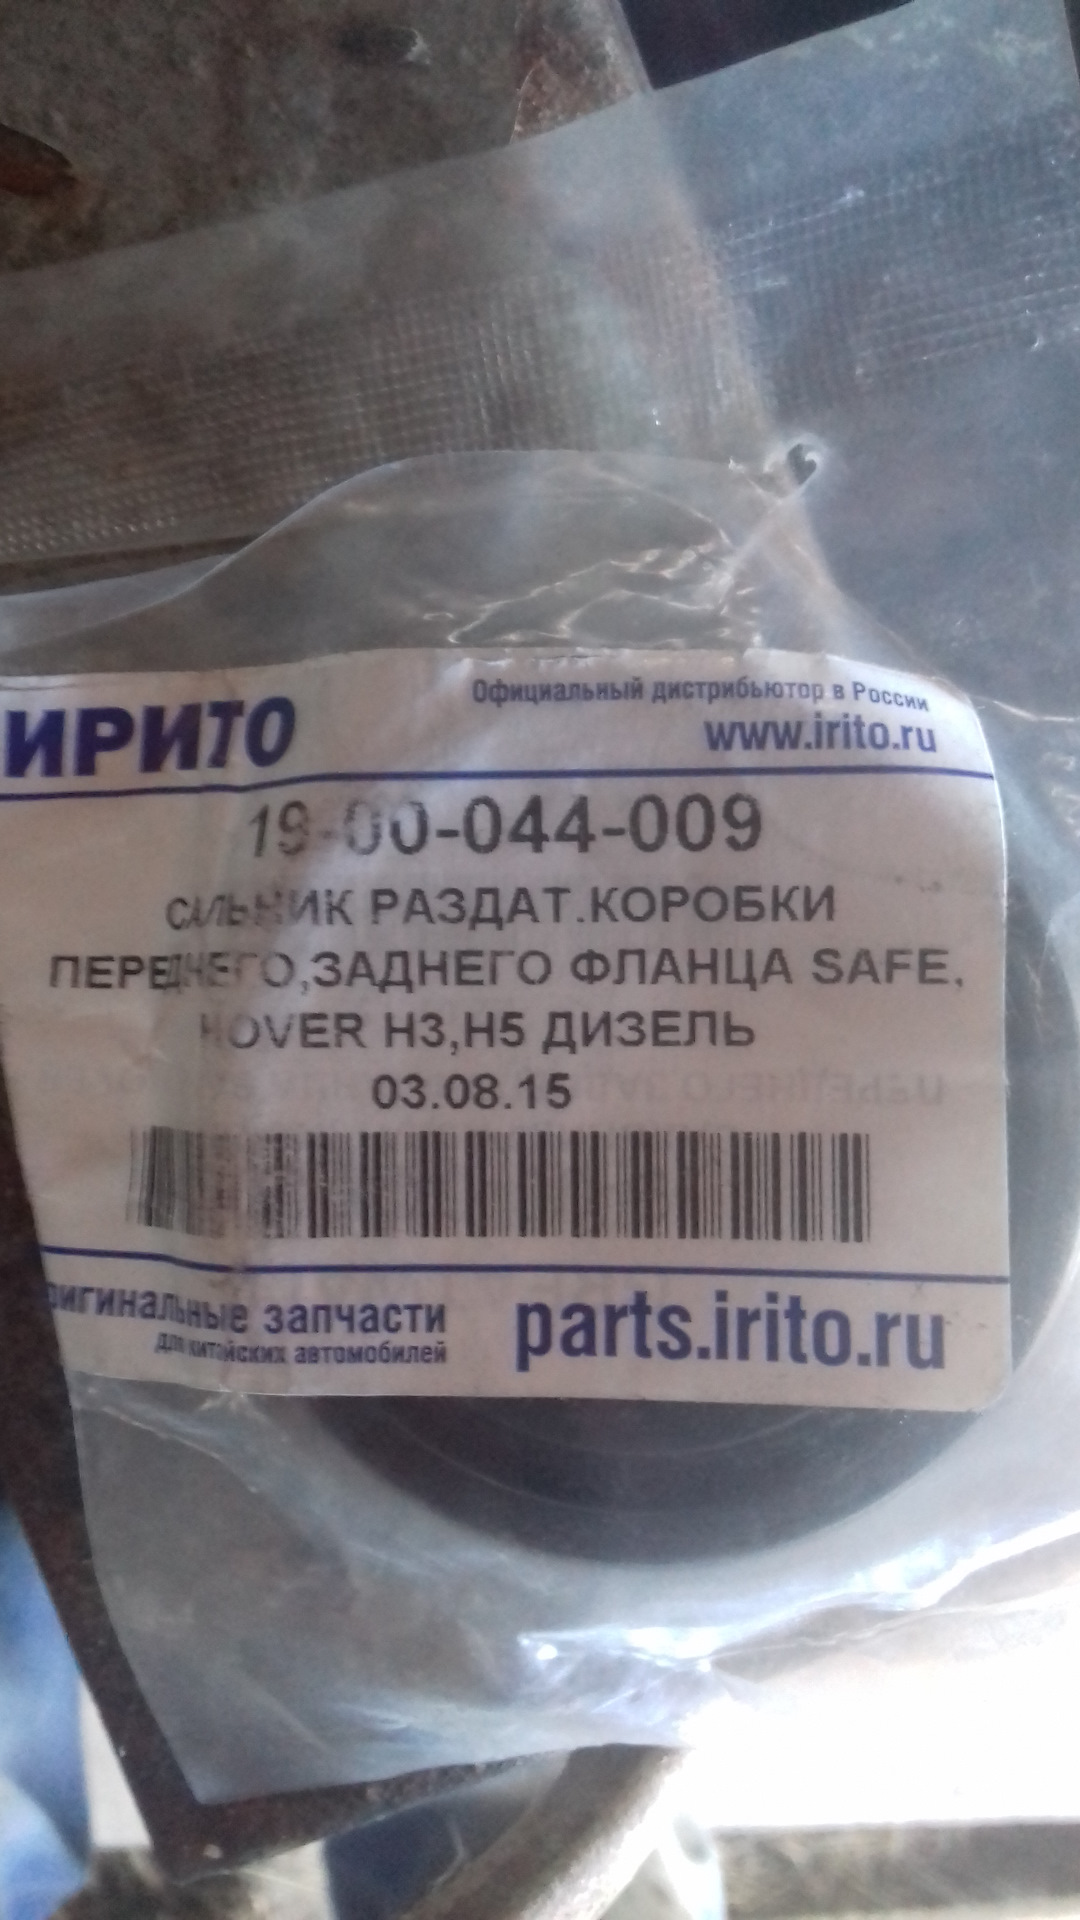 ИРИТО
Официальный дистрибьютор в России
www.irito.ru
19-00-044-009
САЛЬНИК РАЗДАТ.КОРОБКИ
ПЕРЕДНЕГО,ЗАДНЕГО ФЛАНЦА SAFE,
HOVER H3,H5 ДИЗЕЛЬ
03.08.15
ригинальные запчасти
для китайских автомобилей
parts.irito.ru